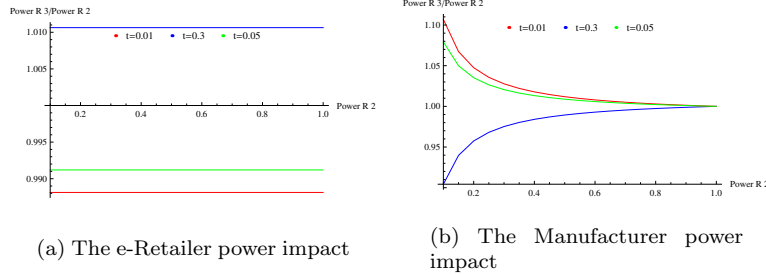 Power R 3/Power R 2
1.010
t=0.01 t=0.3 t=0.05
1.005
Power R 2
0.2 0.4 0.6 0.8 1.0
0.995
0.990
(a) The e-Retailer power impact
Power R 3/Power R 2
1.10
t=0.01 t=0.3 t=0.05
1.05
1.00
0.95
Power R 2
0.2 0.4 0.6 0.8 1.0
(b) The Manufacturer power
impact